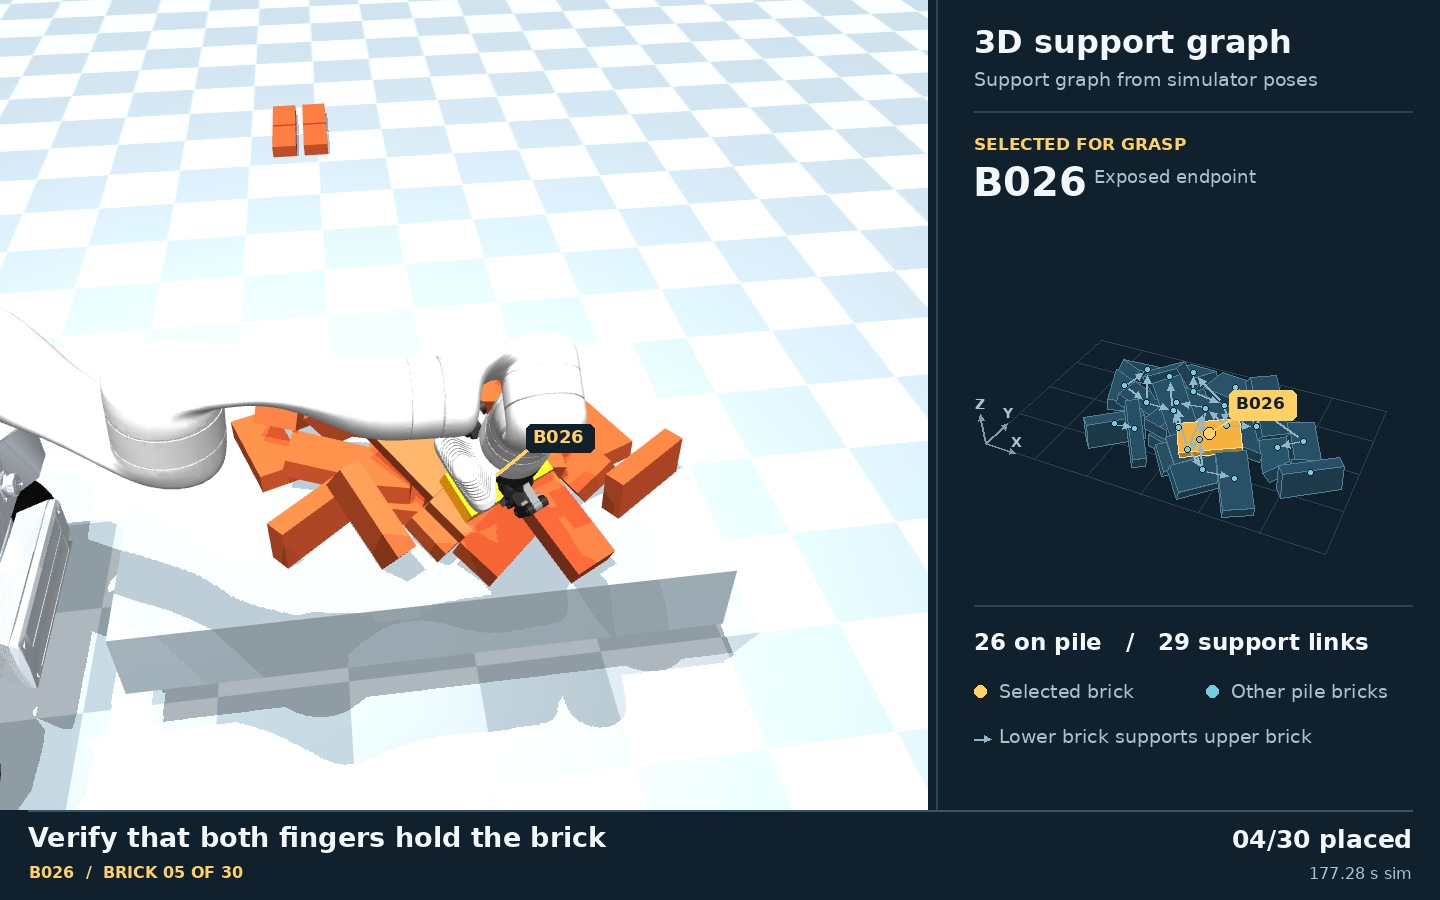 3D support graph
Support graph from simulator poses
SELECTED FOR GRASP
B026 Exposed endpoint
B026
B026
Z
Y
X
26 on pile / 29 support links
Selected brick
Other pile bricks
Lower brick supports upper brick
Verify that both fingers hold the brick
04/30 placed
B026 / BRICK 05 OF 30
177.28 s sim